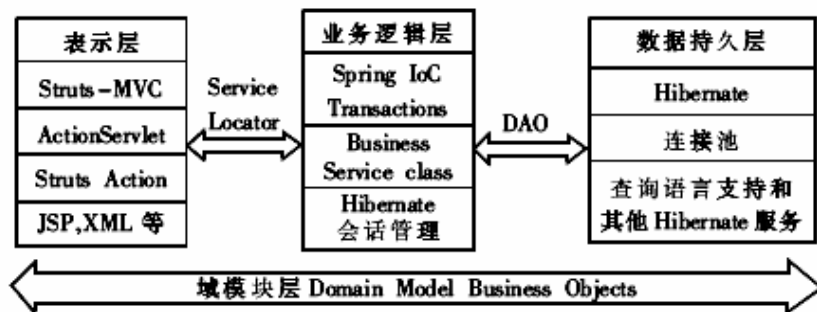 表示层
Struts-MVC
ActionServlet
Struts Action
JSP,XML 等
Service
Locator
业务逻辑层
Spring IoC
Transactions
Business
Service class
Hibernate
会话管理
DAO
数据持久层
Hibernate
连接池
查询语言支持和
其他 Hibernate 服务
域模块层 Domain Model Business Objects